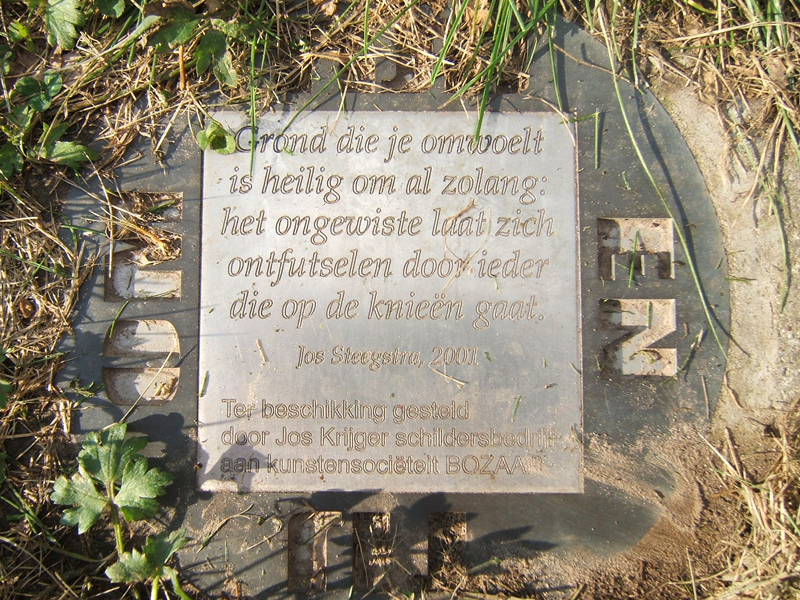 Grond die je omwoelt
is heilig om al zolang:
het ongewiste laat zich
ontfutselen door ieder
die op de knieën gaat.
Jos Steegstra, 2001
Ter beschikking gesteld
door Jos Krijger schildersbedrijf
aan kunstensociëteit BOZAAR
EN